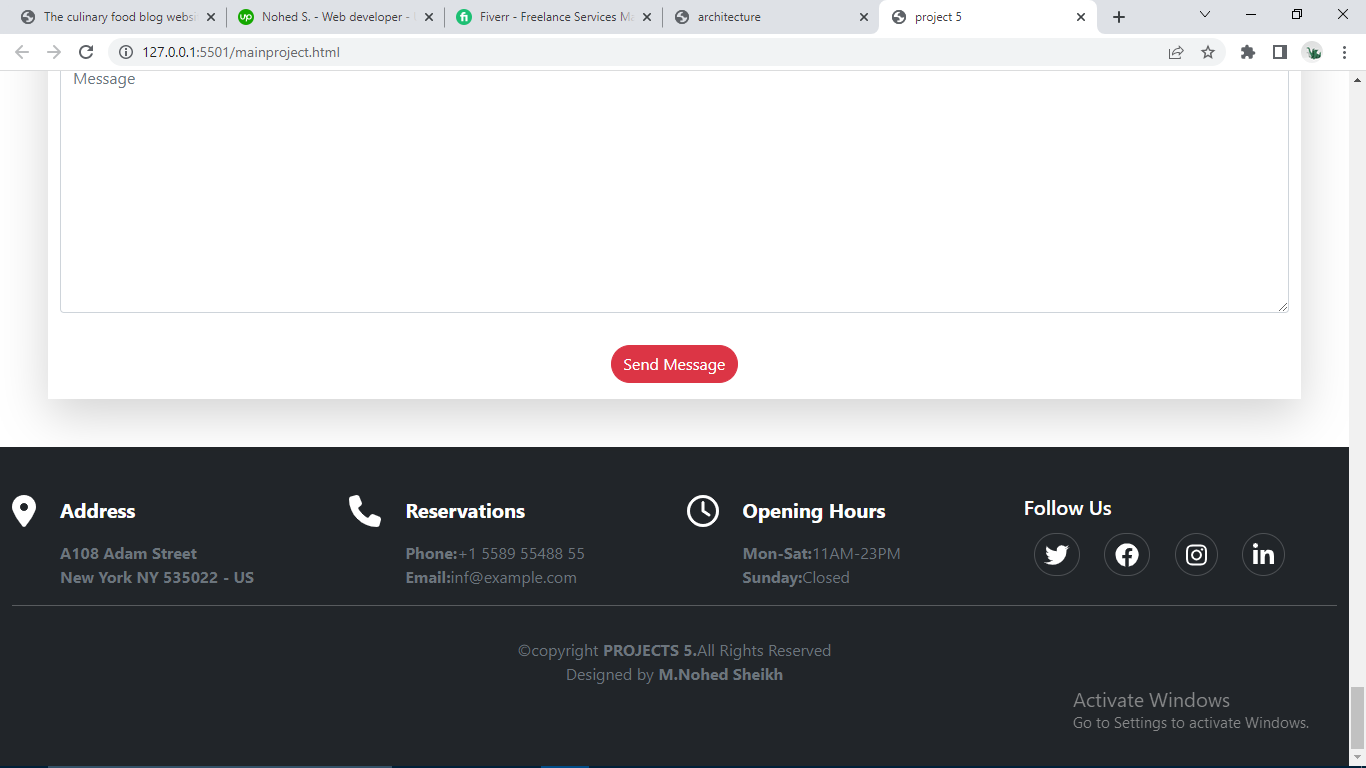 The culinary food blog websi
Nohed S. - Web developer -
Fiverr - Freelance Services Ma
architecture
project 5
127.0.0.1:5501/mainproject.html
Message
Send Message
Address
A108 Adam Street
New York NY 535022 - US
Reservations
Phone:+1 5589 55488 55
Email:inf@example.com
Opening Hours
Mon-Sat:11AM-23PM
Sunday:Closed
Follow Us
©copyright PROJECTS 5.All Rights Reserved
Designed by M.Nohed Sheikh
Activate Windows
Go to Settings to activate Windows.